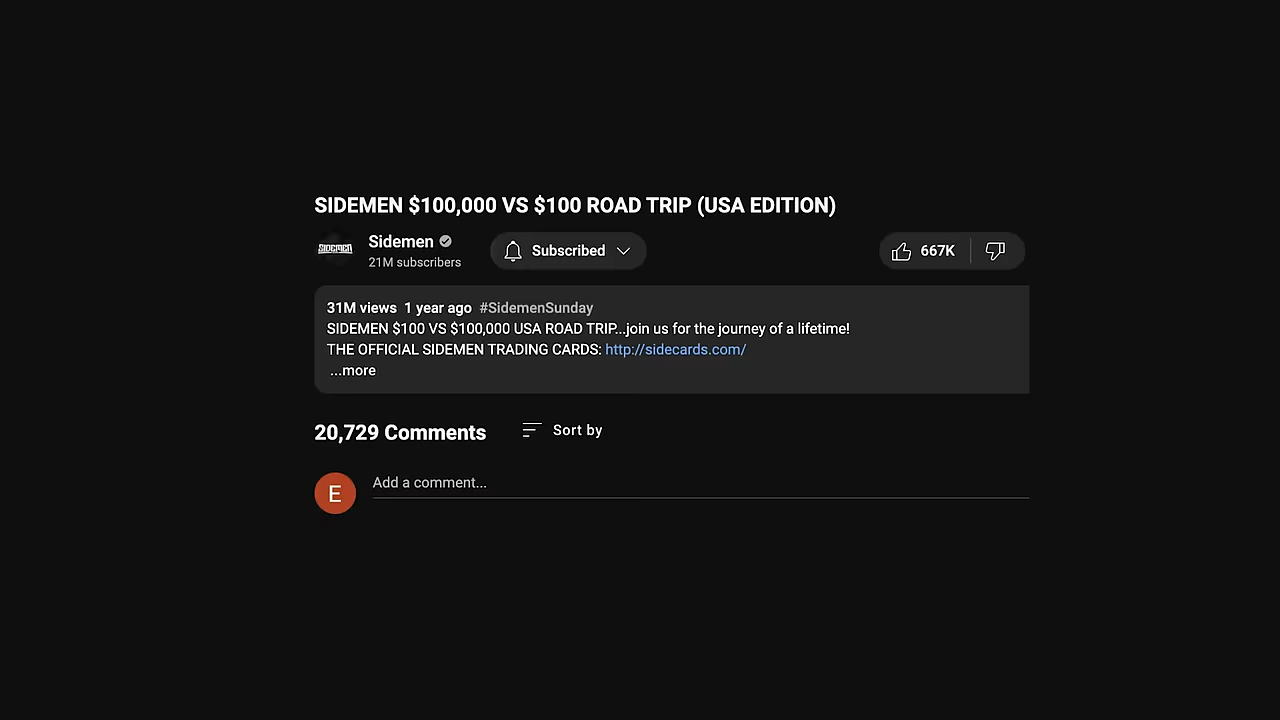 SIDEMEN $100,000 VS $100 ROAD TRIP (USA EDITION)
SIDEMEN
Sidemen
21M subscribers
Subscribed
667K
31M views 1 year ago #SidemenSunday
SIDEMEN $100 VS $100,000 USA ROAD TRIP...join us for the journey of a lifetime!
THE OFFICIAL SIDEMEN TRADING CARDS: http://sidecards.com/
...more
20,729 Comments
Sort by
E
Add a comment...